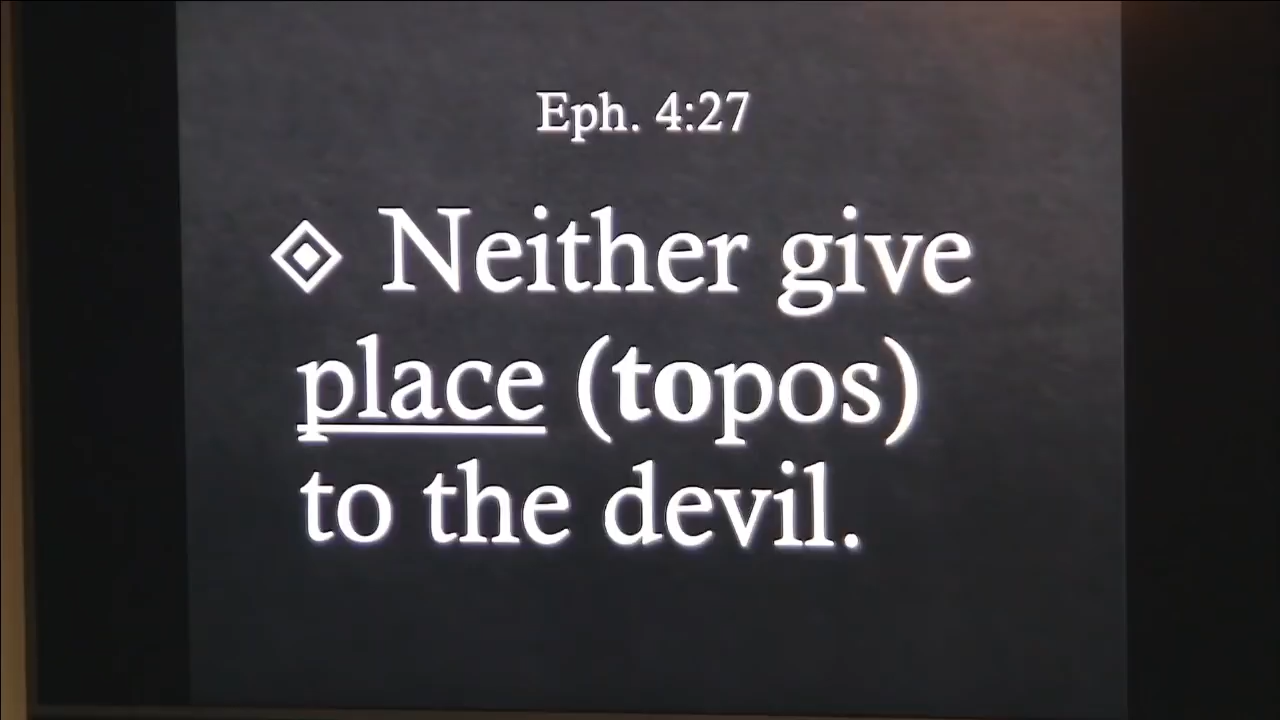 Eph. 4:27
Neither give
place (topos)
to the devil.